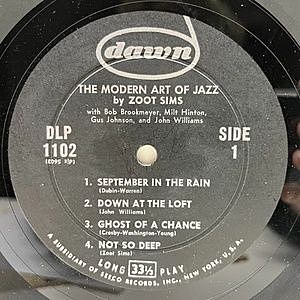 dawn
THE MODERN ART OF JAZZ
by ZOOT SIMS
with Bob Brookmeyer, Milt Hinton,
Gus Johnson, and John Williams
DLP
1102
SIDE
1
1. SEPTEMBER IN THE RAIN
(Dubin-Warren)
2. DOWN AT THE LOFT
(John Williams)
3. GHOST OF A CHANCE
(Crosby-Washington-Young)
4. NOT SO DEEP
(Zoot Sims)
LONG 33⅓ PLAY
A SUBSIDIARY OF SEECO RECORDS, INC., NEW YORK, U.S.A.